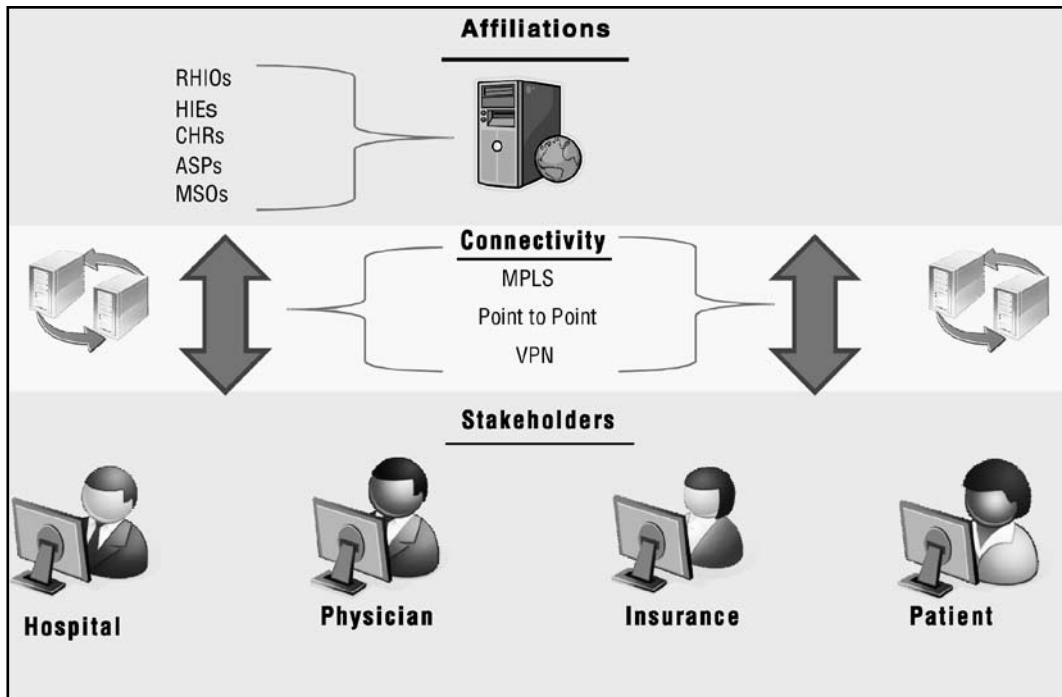 Affiliations
RHIOs
HIEs
CHRs
ASPs
MSOs
Connectivity
MPLS
Point to Point
VPN
Stakeholders
Hospital
Physician
Insurance
Patient